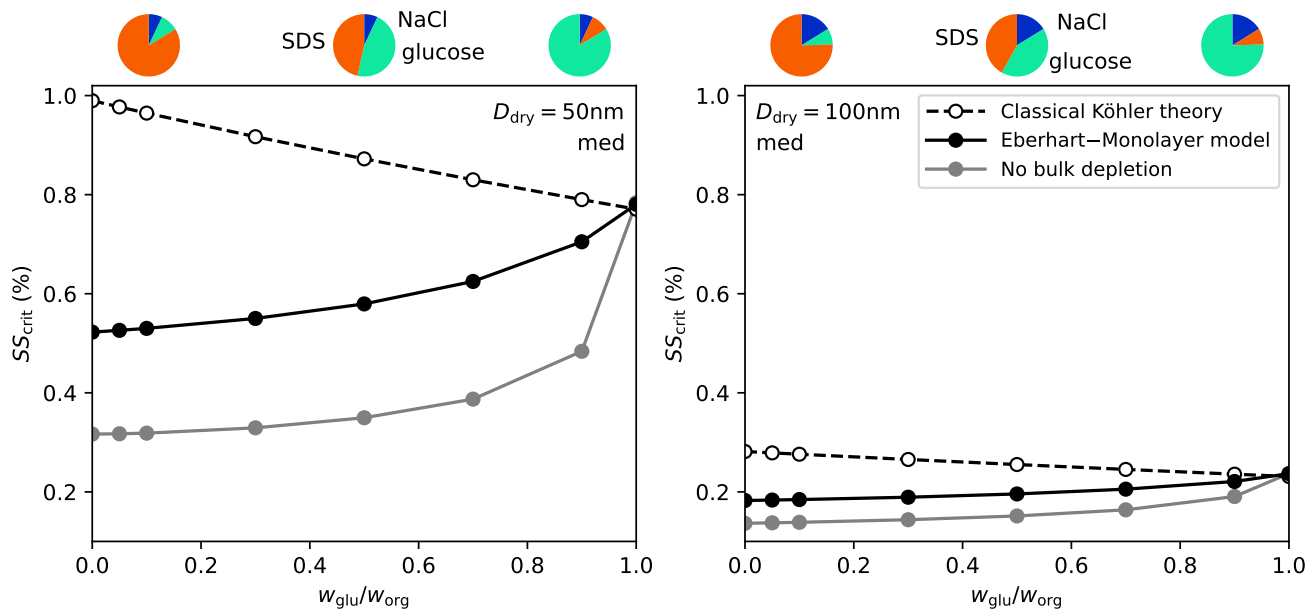 SDS
NaCl
glucose
D_dry = 50nm
med
1.0
0.8
0.6
0.4
0.2
SS_crit (%)
0.0 0.2 0.4 0.6 0.8 1.0
w_glu/w_org
SDS
NaCl
glucose
D_dry = 100nm
med
Classical Köhler theory
Eberhart−Monolayer model
No bulk depletion
1.0
0.8
0.6
0.4
0.2
SS_crit (%)
0.0 0.2 0.4 0.6 0.8 1.0
w_glu/w_org